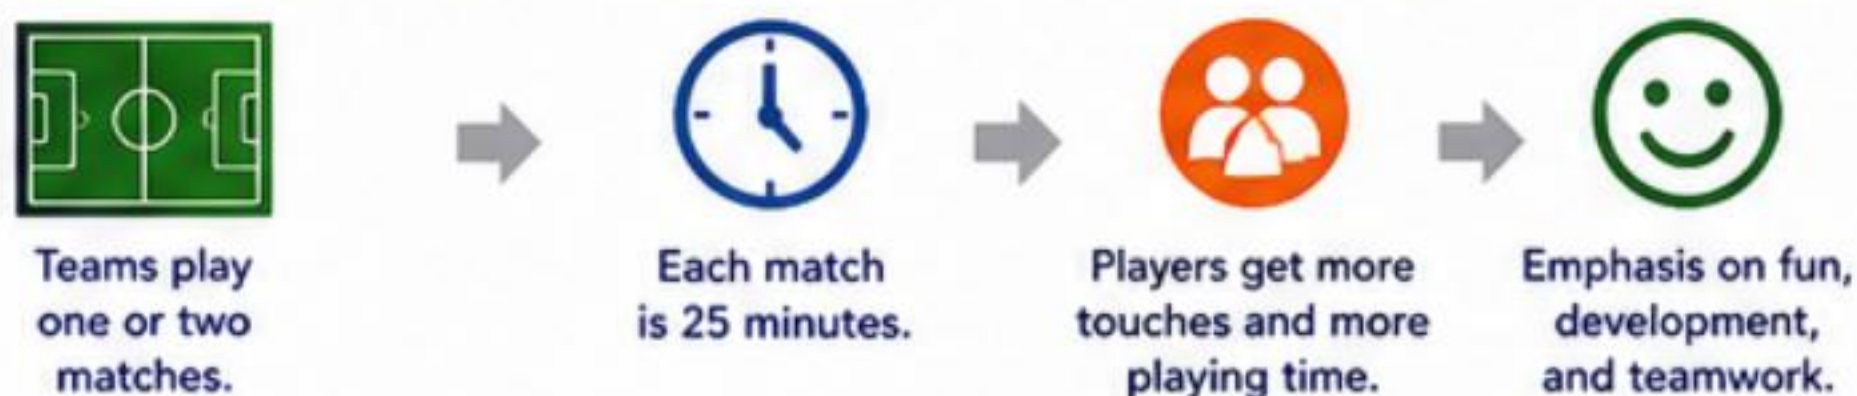 Teams play
one or two
matches.
Each match
is 25 minutes.
Players get more
touches and more
playing time.
Emphasis on fun,
development,
and teamwork.